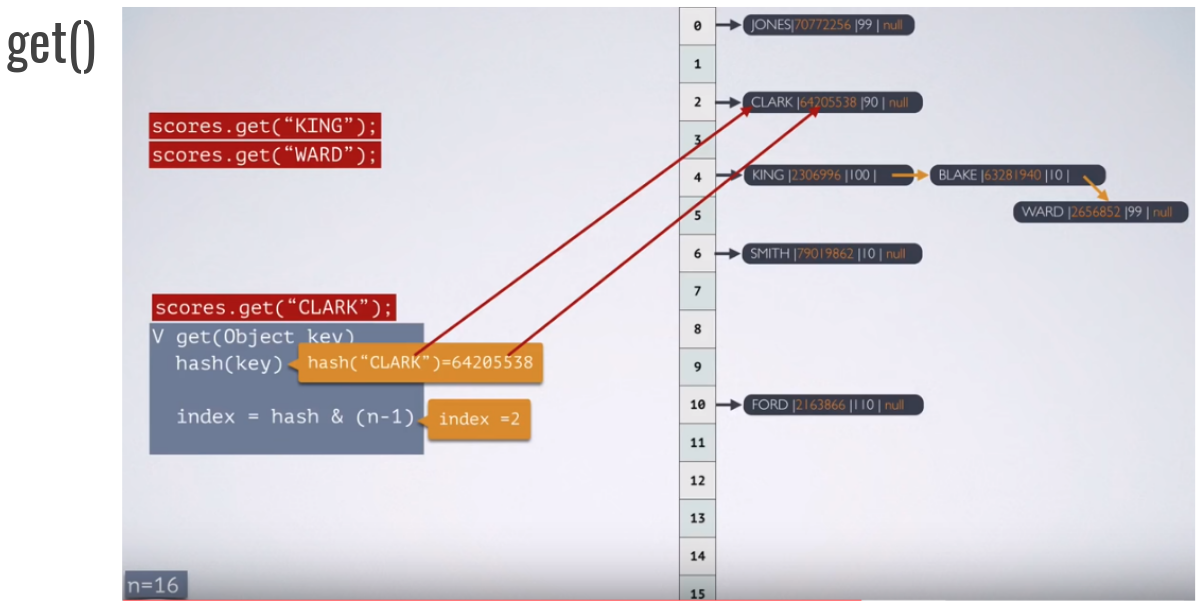 get()
scores.get(“KING”);
scores.get(“WARD”);
scores.get(“CLARK”);
V get(Object key)
hash(key)
hash(“CLARK”)=64205538
index = hash & (n-1)
index =2
n=16
0
JONES|70772256 |99 | null
1
2
CLARK |64205538 |90 | null
3
4
KING |2306996 |100 |
BLAKE |63281940 |10 |
WARD |2656852 |99 | null
5
6
SMITH |79019862 |10 | null
7
8
9
10
FORD |2163866 |110 | null
11
12
13
14
15